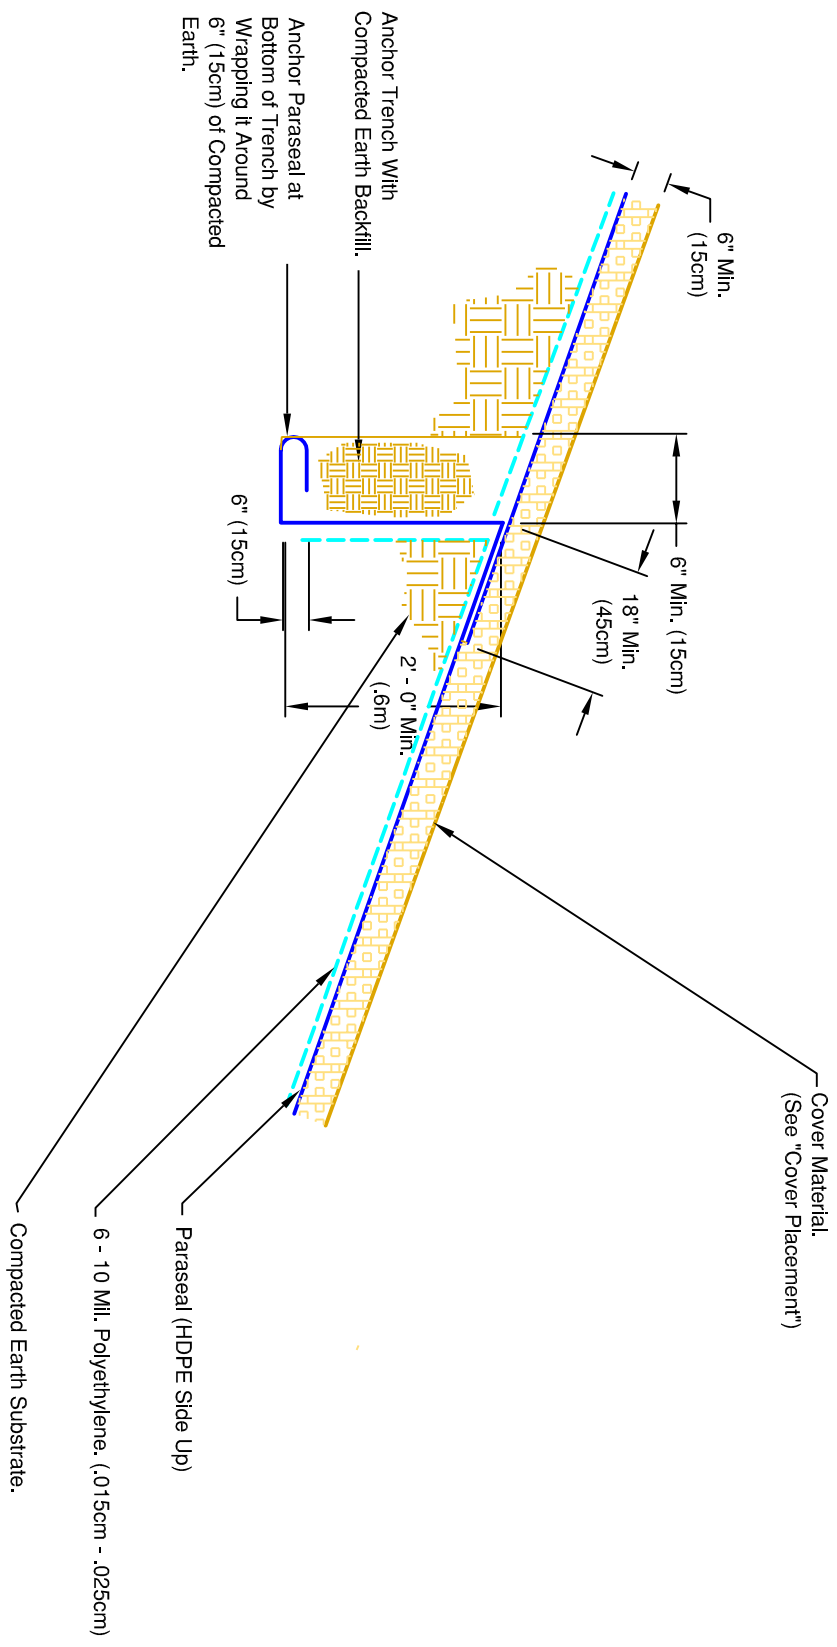 Anchor Trench With
Compacted Earth Backfill.
Anchor Paraseal at
Bottom of Trench by
Wrapping it Around
6" (15cm) of Compacted
Earth.
6" Min.
(15cm)
6" Min. (15cm)
18" Min.
(45cm)
6" (15cm)
2' - 0" Min.
(.6m)
Cover Material.
(See "Cover Placement")
Paraseal (HDPE Side Up)
6 - 10 Mil. Polyethylene. (.015cm - .025cm)
Compacted Earth Substrate.